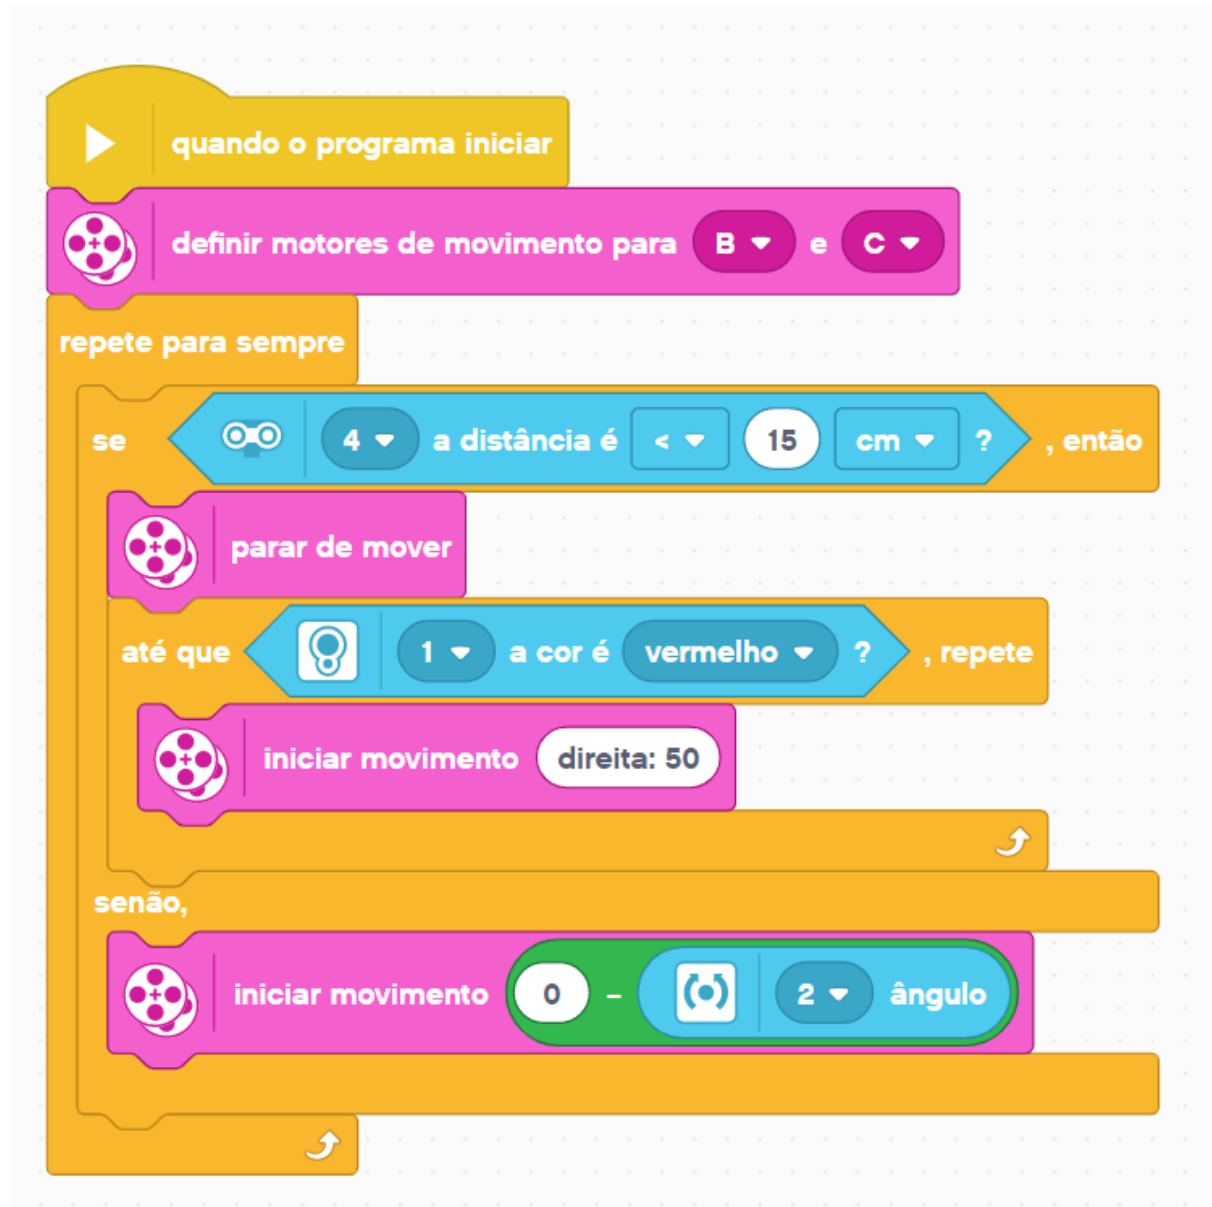 quando o programa iniciar
definir motores de movimento para B e C
repete para sempre
se 4 a distância é < 15 cm ? , então
parar de mover
até que 1 a cor é vermelho ? , repete
iniciar movimento direita: 50
senão,
iniciar movimento 0 - 2 ângulo